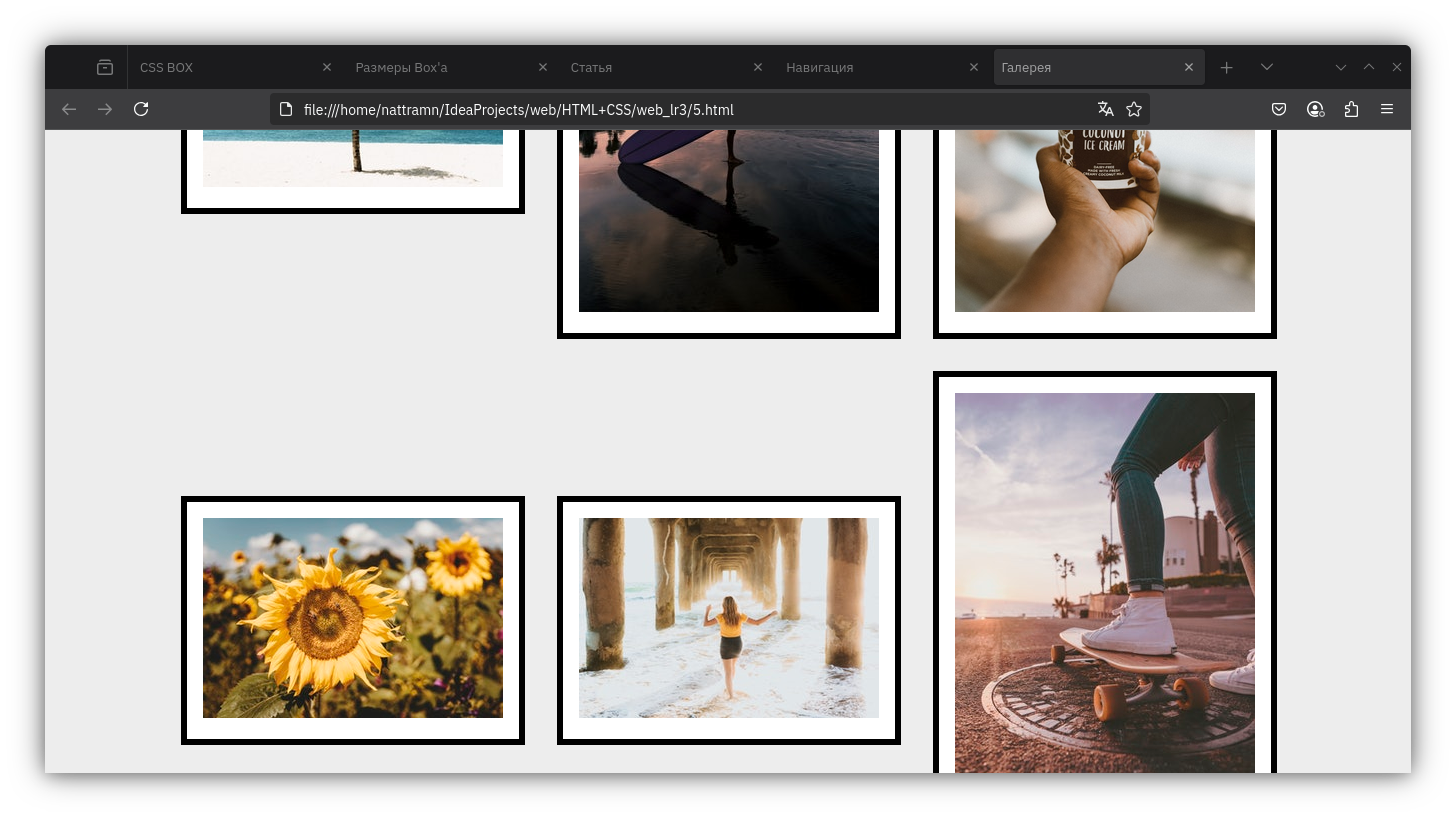 CSS BOX
Размеры Box'а
Статья
Навигация
Галерея
file:///home/nattramn/IdeaProjects/web/HTML+CSS/web_lr3/5.html
COCONUT
ICE CREAM
DAIRY-FREE
MADE WITH FRESH
CREAMY COCONUT MILK